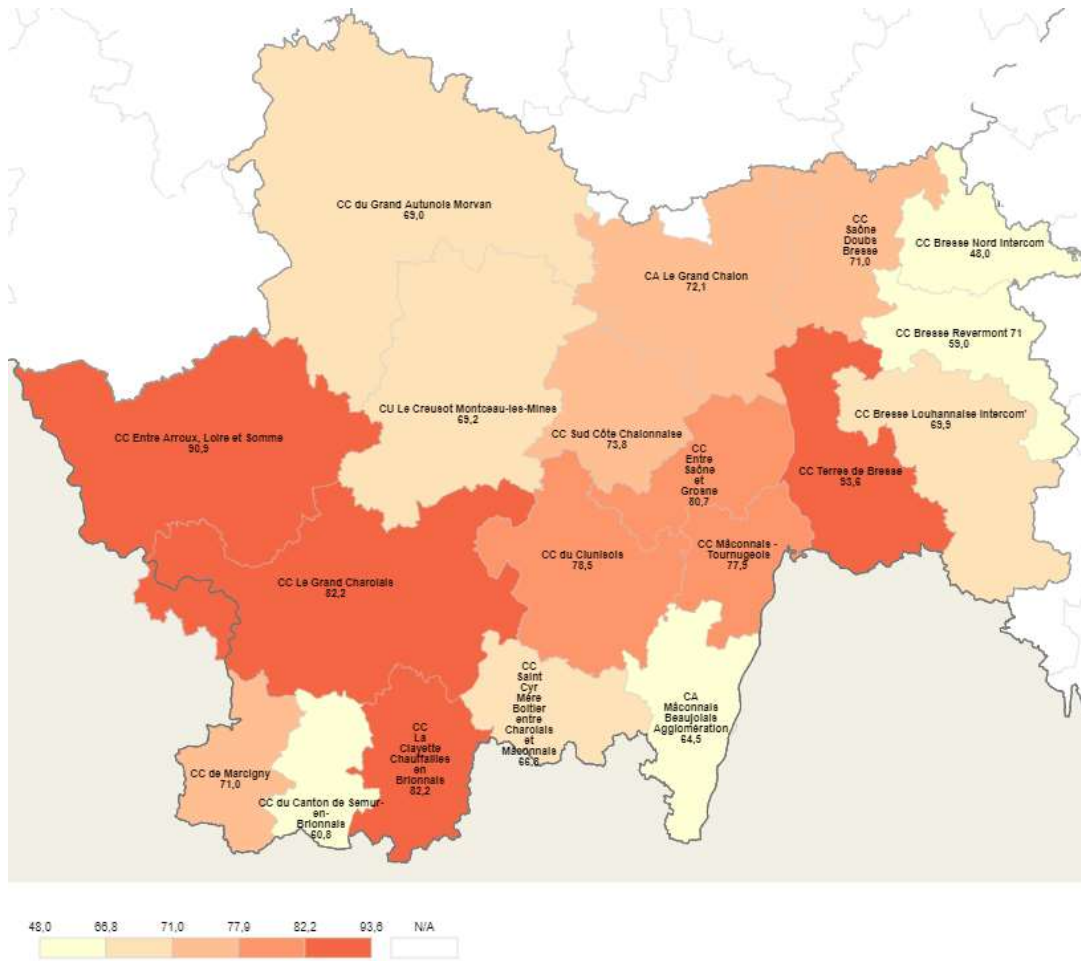 CC du Grand Autunois Morvan
69,0
CC
Saône
Doubs
Bresse
71,0
CC Bresse Nord Intercom
48,0
CA Le Grand Chalon
72,1
CC Bresse Revermont 71
59,0
CU Le Creusot Montceau-les-Mines
69,2
CC Bresse Louhannaise Intercom'
69,9
CC Entre Arroux, Loire et Somme
90,9
CC Sud Côte Chalonnaise
73,8
CC
Entre
Saône
et
Grosne
80,7
CC Terres de Bresse
93,6
CC Mâconnais -
Tournugeois
77,9
CC du Clunisois
78,5
CC Le Grand Charolais
82,2
CC
Saint
Cyr
Mère
Boitier
entre
Charolais
et
Mâconnais
66,8
CA
Mâconnais
Beaujolais
Agglomération
64,5
CC
La
Clayette
Chauffailles
en
Brionnais
82,2
CC de Marcigny
71,0
CC du Canton de Semur-
en-
Brionnais
60,8
48,0 66,8 71,0 77,9 82,2 93,6 N/A